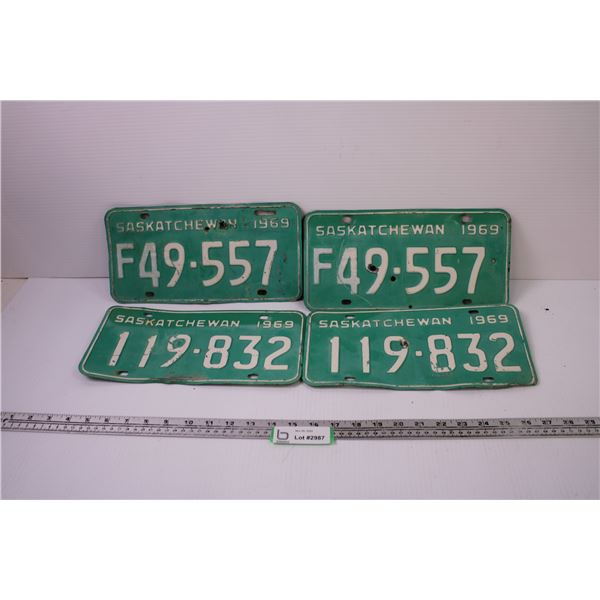 SASKATCHEWAN 1969
F49·557
SASKATCHEWAN 1969
F49·557
SASKATCHEWAN 1969
119·832
SASKATCHEWAN 1969
119·832
b
Lot #2987